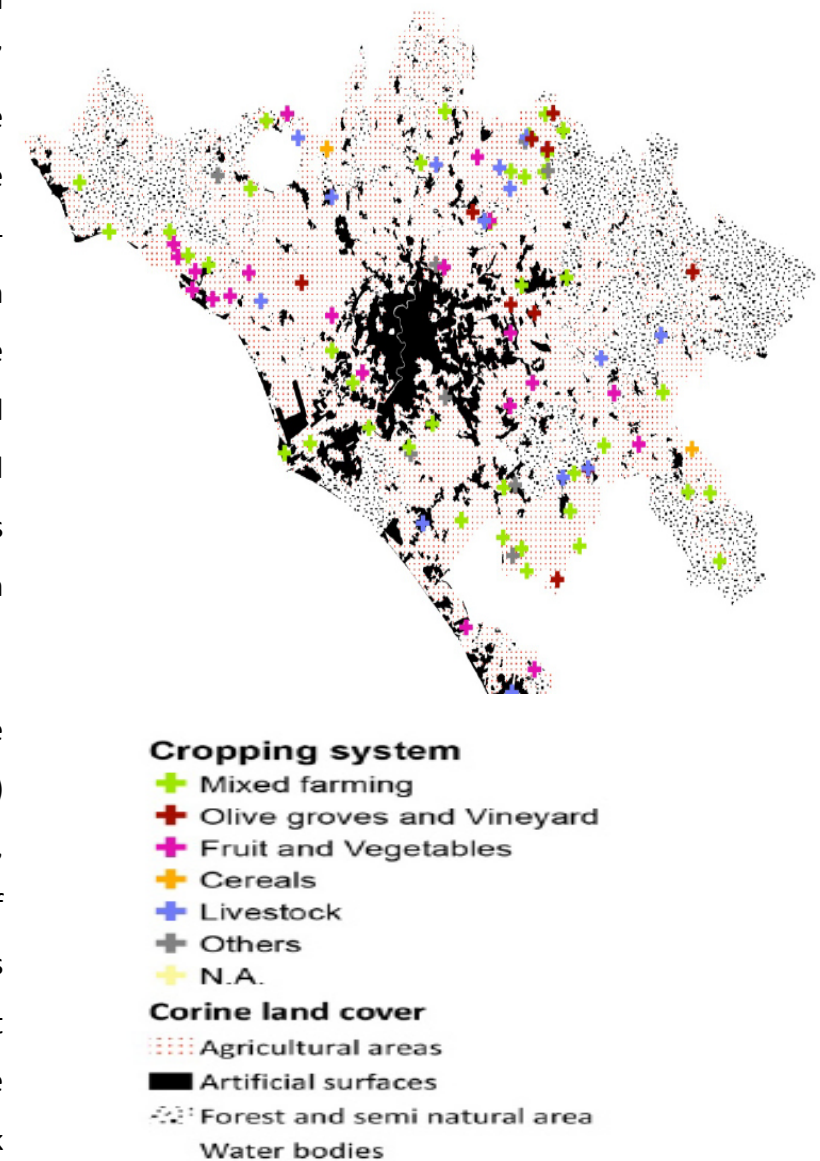 Cropping system
Mixed farming
Olive groves and Vineyard
Fruit and Vegetables
Cereals
Livestock
Others
N.A.
Corine land cover
Agricultural areas
Artificial surfaces
Forest and semi natural area
Water bodies